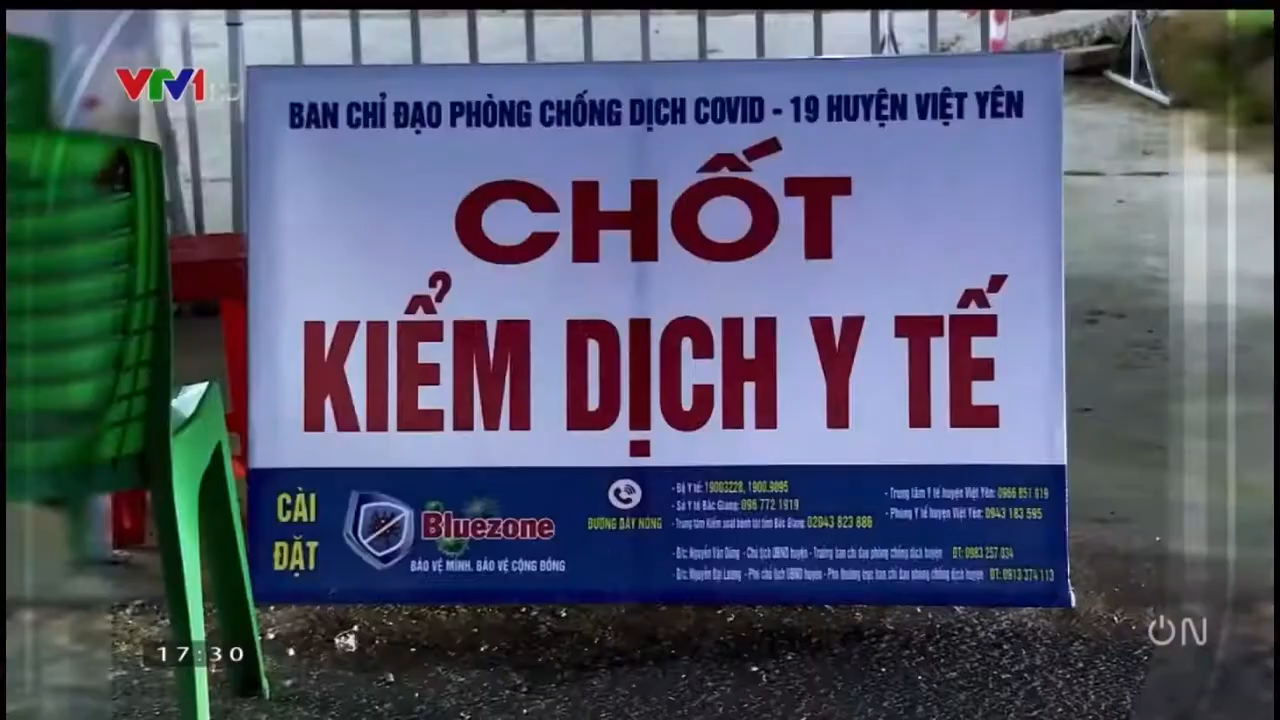 VTV1 HD
BAN CHỈ ĐẠO PHÒNG CHỐNG DỊCH COVID - 19 HUYỆN VIỆT YÊN
CHỐT
KIỂM DỊCH Y TẾ
CÀI
ĐẶT
Bluezone
BẢO VỆ MÌNH, BẢO VỆ CỘNG ĐỒNG
ĐƯỜNG DÂY NÓNG
- Bộ Y tế: 19003228, 1900.9095
- Sở Y tế Bắc Giang: 096 772 1919
- Trung tâm Kiểm soát bệnh tật tỉnh Bắc Giang: 02043 823 886
- Trung tâm Y tế huyện Việt Yên: 0966 851 619
- Phòng Y tế huyện Việt Yên: 0943 183 595
- Đ/c: Nguyễn Văn Dũng - Chủ tịch UBND huyện - Trưởng ban chỉ đạo phòng chống dịch huyện ĐT: 0983 257 034
- Đ/c: Nguyễn Đại Lượng - Phó chủ tịch UBND huyện - Phó thường trực ban chỉ đạo phòng chống dịch huyện ĐT: 0913 374 113
17:30
ON